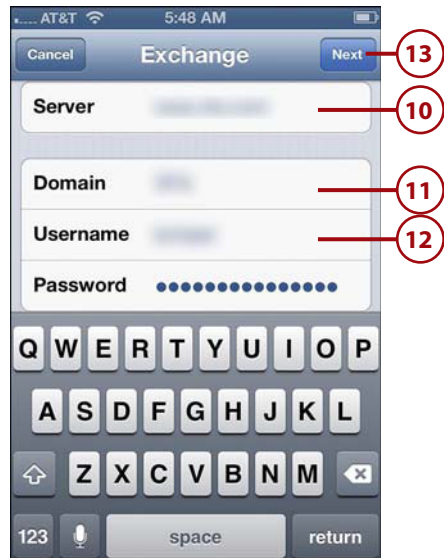 AT&T 5:48 AM
Cancel Exchange Next 13
Server 10
Domain 11
Username 12
Password ●●●●●●●●●●●●●●●
Q W E R T Y U I O P
A S D F G H J K L
Z X C V B N M
123 space return